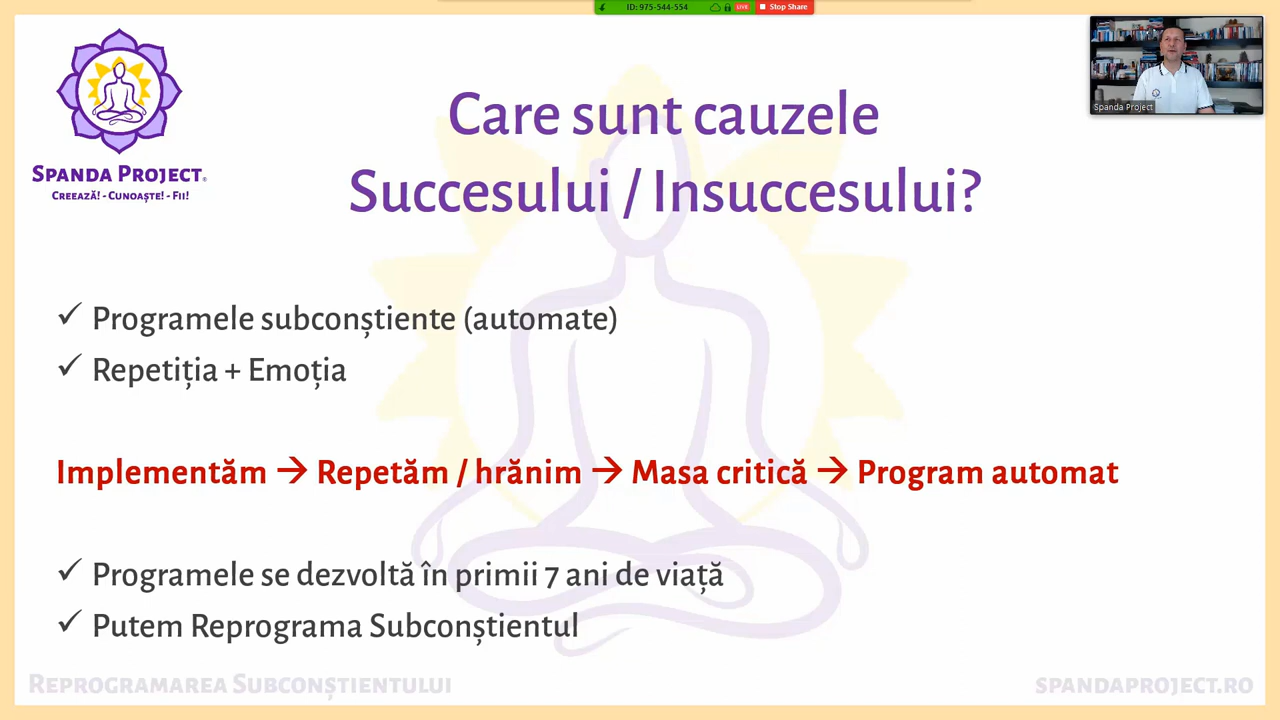 ID: 975-544-554 LIVE Stop Share
Spanda Project
SPANDA PROJECT®
CREEAZĂ! - CUNOAȘTE! - FII!
Care sunt cauzele
Succesului / Insuccesului?
✓ Programele subconștiente (automate)
✓ Repetiția + Emoția
Implementăm → Repetăm / hrănim → Masa critică → Program automat
✓ Programele se dezvoltă în primii 7 ani de viață
✓ Putem Reprograma Subconștientul
REPROGRAMAREA SUBCONȘTIENTULUI
SPANDAPROJECT.RO